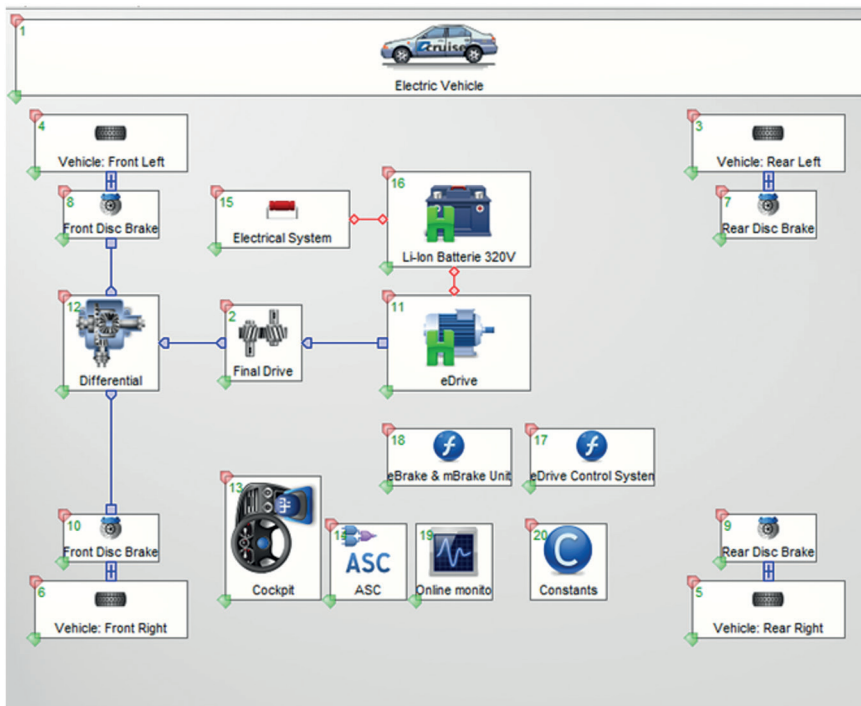 1
cruise
Electric Vehicle
4
Vehicle: Front Left
3
Vehicle: Rear Left
8
Front Disc Brake
15
Electrical System
16
H
Li-Ion Batterie 320V
7
Rear Disc Brake
12
Differential
2
Final Drive
11
H
eDrive
18
eBrake & mBrake Unit
17
eDrive Control System
13
Cockpit
10
Front Disc Brake
ASC
ASC
19
Online monito
20
C
Constants
9
Rear Disc Brake
6
Vehicle: Front Right
5
Vehicle: Rear Right